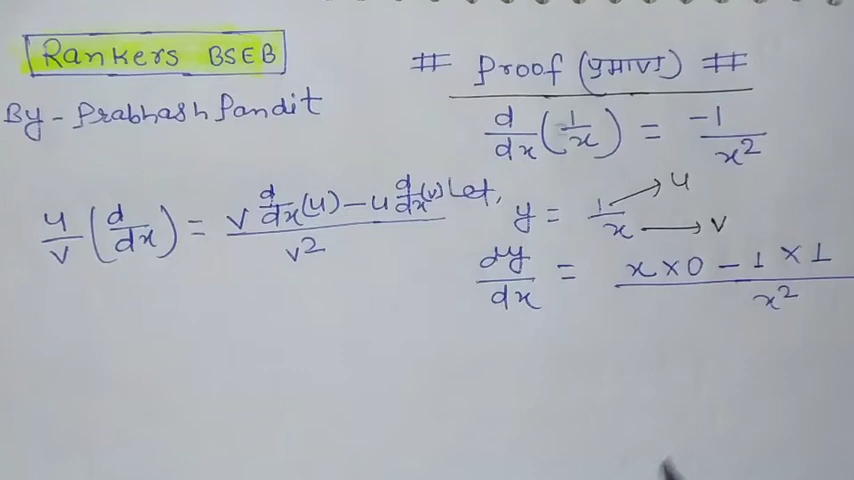 Rankers BSEB
By - Prabhash Pandit
# Proof (प्रमाण) #
d/dx (1/x) = -1/x²
u/v (d/dx) = v d/dx (u) - u d/dx (v) / v²
Let,
y = 1/x → u
→ v
dy/dx = x × 0 - 1 × 1 / x²